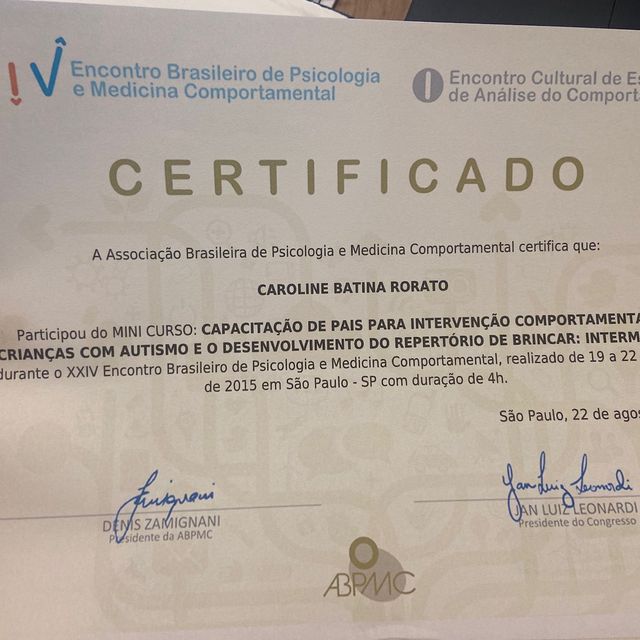 IV Encontro Brasileiro de Psicologia
e Medicina Comportamental
Encontro Cultural de Es
de Análise do Comport
CERTIFICADO
A Associação Brasileira de Psicologia e Medicina Comportamental certifica que:
CAROLINE BATINA RORATO
Participou do MINI CURSO: CAPACITAÇÃO DE PAIS PARA INTERVENÇÃO COMPORTAMENTA
CRIANÇAS COM AUTISMO E O DESENVOLVIMENTO DO REPERTÓRIO DE BRINCAR: INTERM
durante o XXIV Encontro Brasileiro de Psicologia e Medicina Comportamental, realizado de 19 a 22
de 2015 em São Paulo - SP com duração de 4h.
São Paulo, 22 de agos
Jan Luiz Leonardi
DENIS ZAMIGNANI
Presidente da ABPMC
JAN LUIZ LEONARDI
Presidente do Congresso
ABPMC